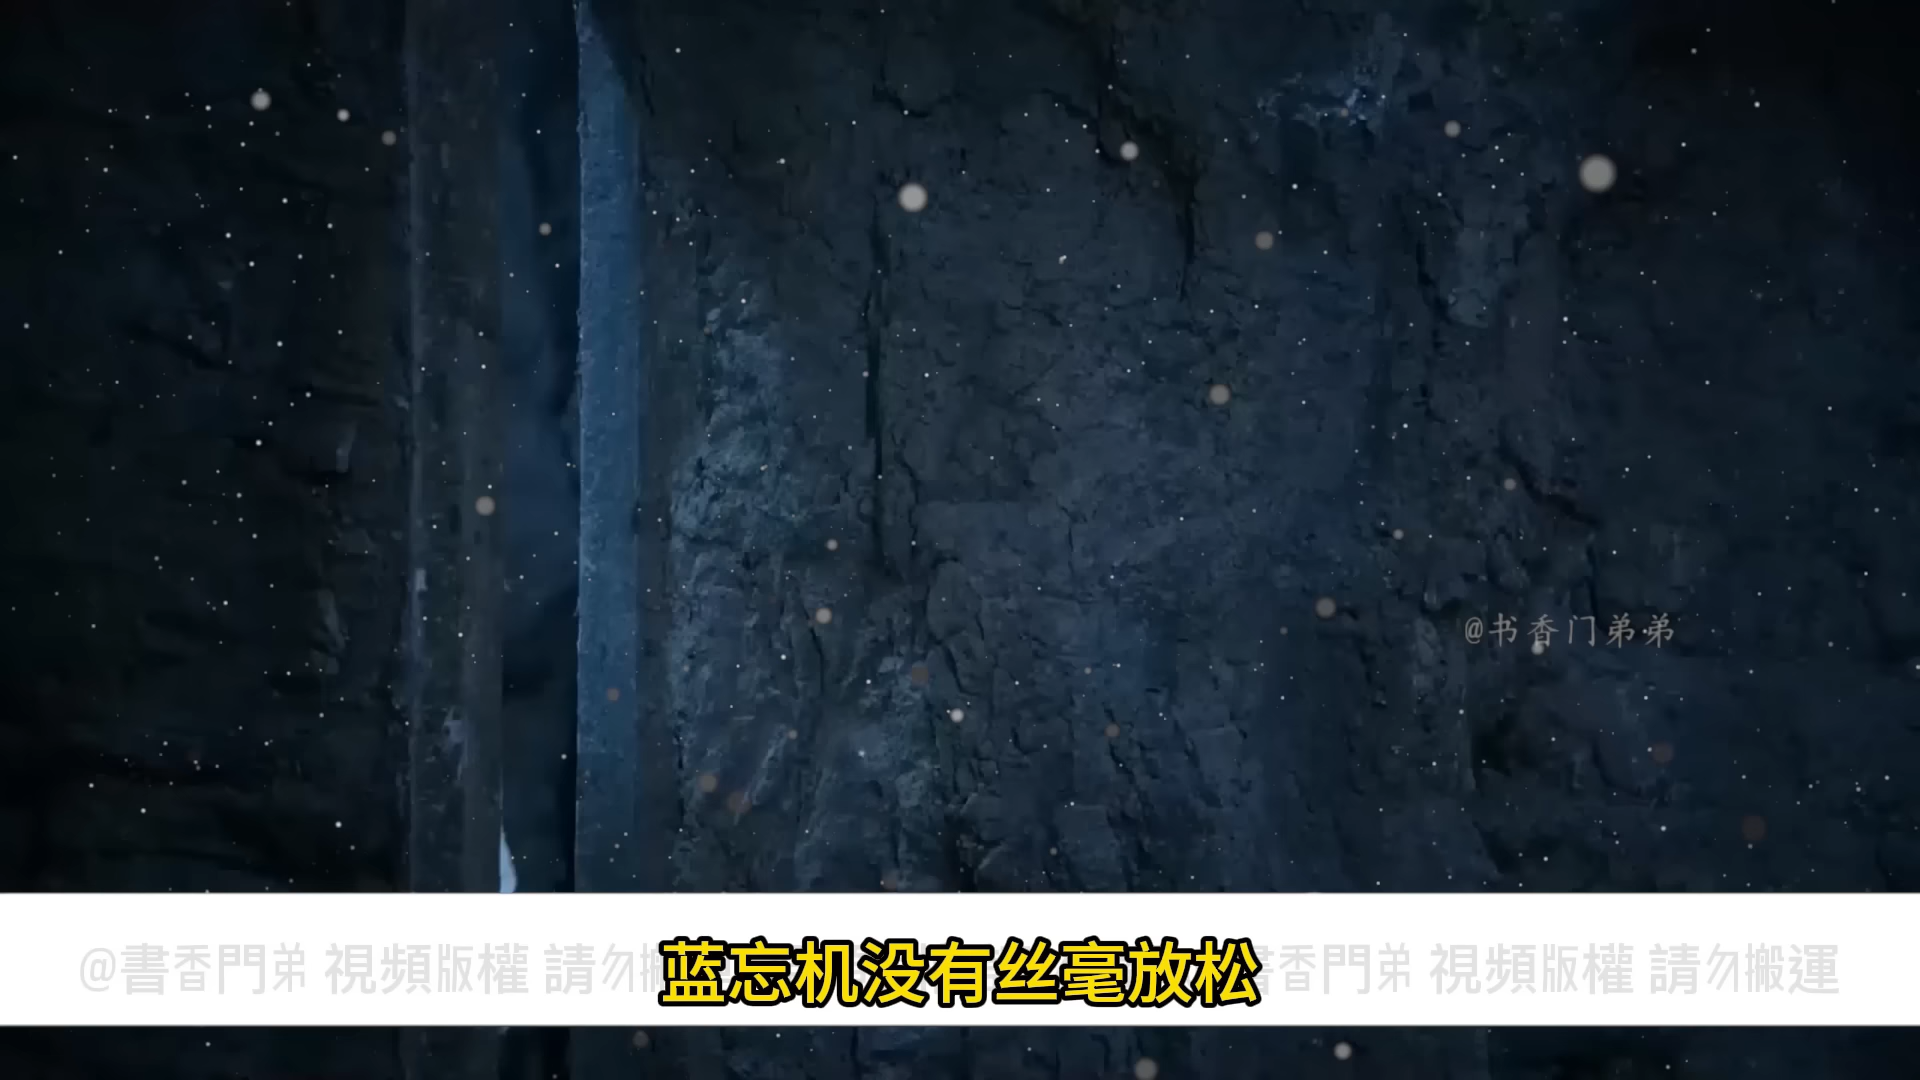 @书香门弟弟
@書香門弟 視頻版權 請勿搬
蓝忘机没有丝毫放松
書香門弟 視頻版權 請勿搬運